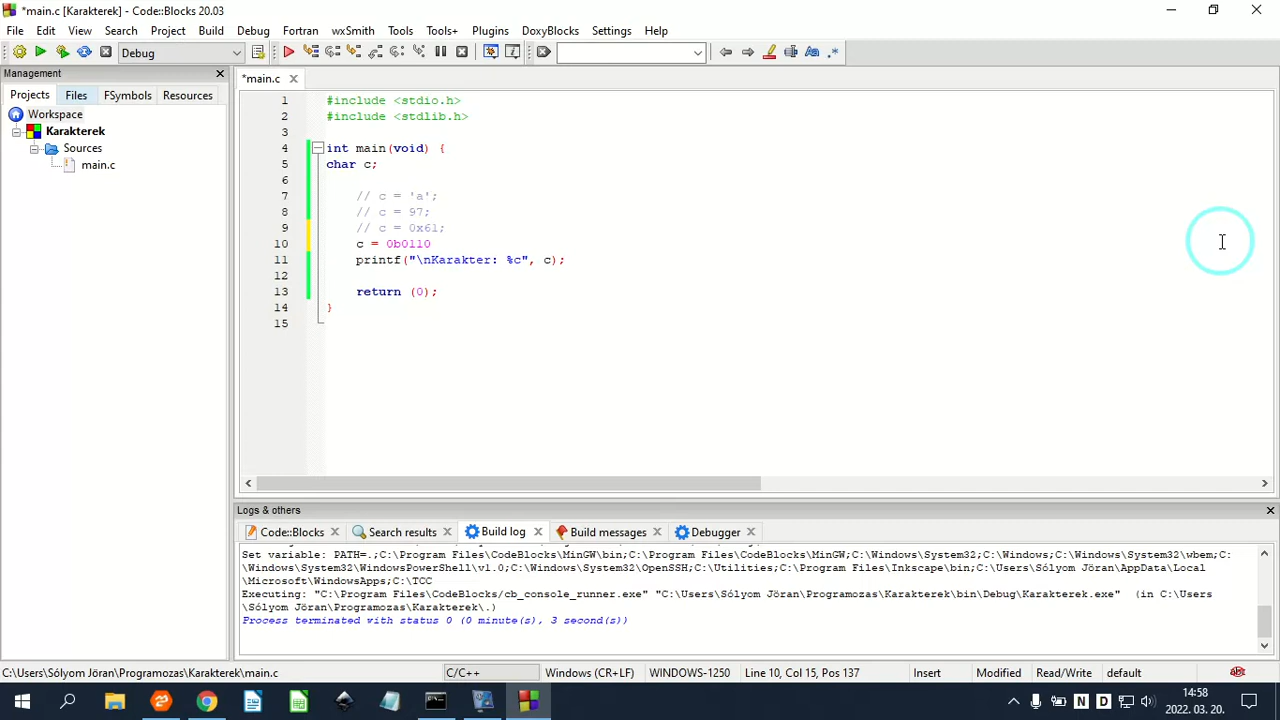 *main.c [Karakterek] - Code::Blocks 20.03
File Edit View Search Project Build Debug Fortran wxSmith Tools Tools+ Plugins DoxyBlocks Settings Help
Debug
Management
Projects Files FSymbols Resources
Workspace
Karakterek
Sources
main.c
*main.c
1 #include <stdio.h>
2 #include <stdlib.h>
3
4 int main(void) {
5 char c;
6
7 // c = 'a';
8 // c = 97;
9 // c = 0x61;
10 c = 0b0110
11 printf("\nKarakter: %c", c);
12
13 return (0);
14 }
15
Logs & others
Code::Blocks Search results Build log Build messages Debugger
Set variable: PATH=.;C:\Program Files\CodeBlocks\MinGW\bin;C:\Program Files\CodeBlocks\MinGW;C:\Windows\System32;C:\Windows;C:\Windows\System32\wbem;C:
\Windows\System32\WindowsPowerShell\v1.0;C:\Windows\System32\OpenSSH;C:\Utilities;C:\Program Files\Inkscape\bin;C:\Users\Sólyom Jöran\AppData\Local
\Microsoft\WindowsApps;C:\TCC
Executing: "C:\Program Files\CodeBlocks/cb_console_runner.exe" "C:\Users\Sólyom Jöran\Programozas\Karakterek\bin\Debug\Karakterek.exe" (in C:\Users
\Sólyom Jöran\Programozas\Karakterek\.)
Process terminated with status 0 (0 minute(s), 3 second(s))
C:\Users\Sólyom Jöran\Programozas\Karakterek\main.c C/C++ Windows (CR+LF) WINDOWS-1250 Line 10, Col 15, Pos 137 Insert Modified Read/Write default
14:58
2022. 03. 20.